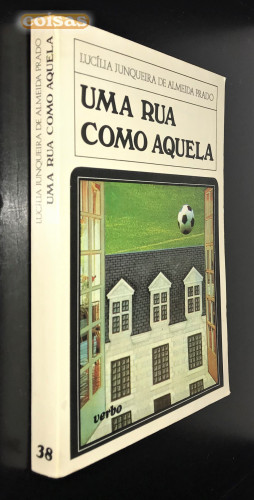 coisas
LUCÍLIA JUNQUEIRA DE ALMEIDA PRADO
UMA RUA
COMO AQUELA
verbo
LUCÍLIA JUNQUEIRA DE ALMEIDA PRADO
UMA RUA COMO AQUELA
38